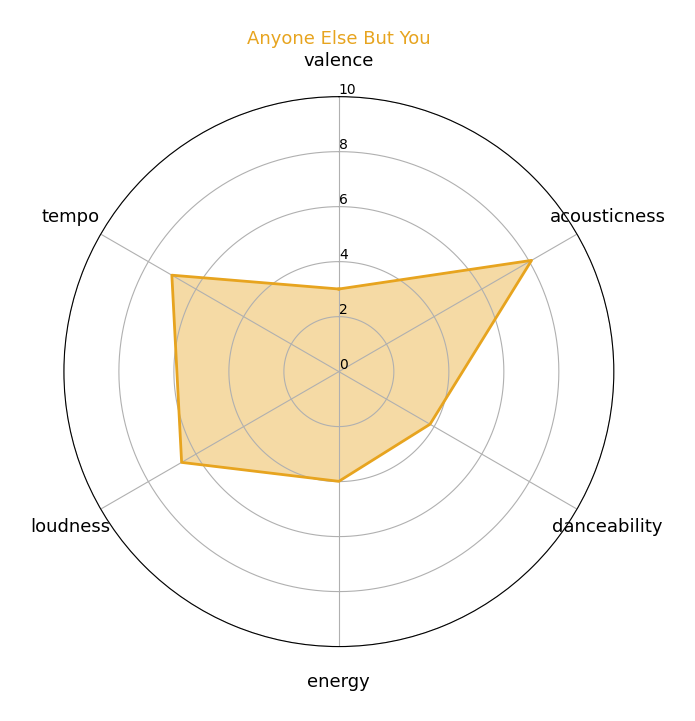 Anyone Else But You
valence
10
8
6
4
2
0
tempo
acousticness
loudness
danceability
energy